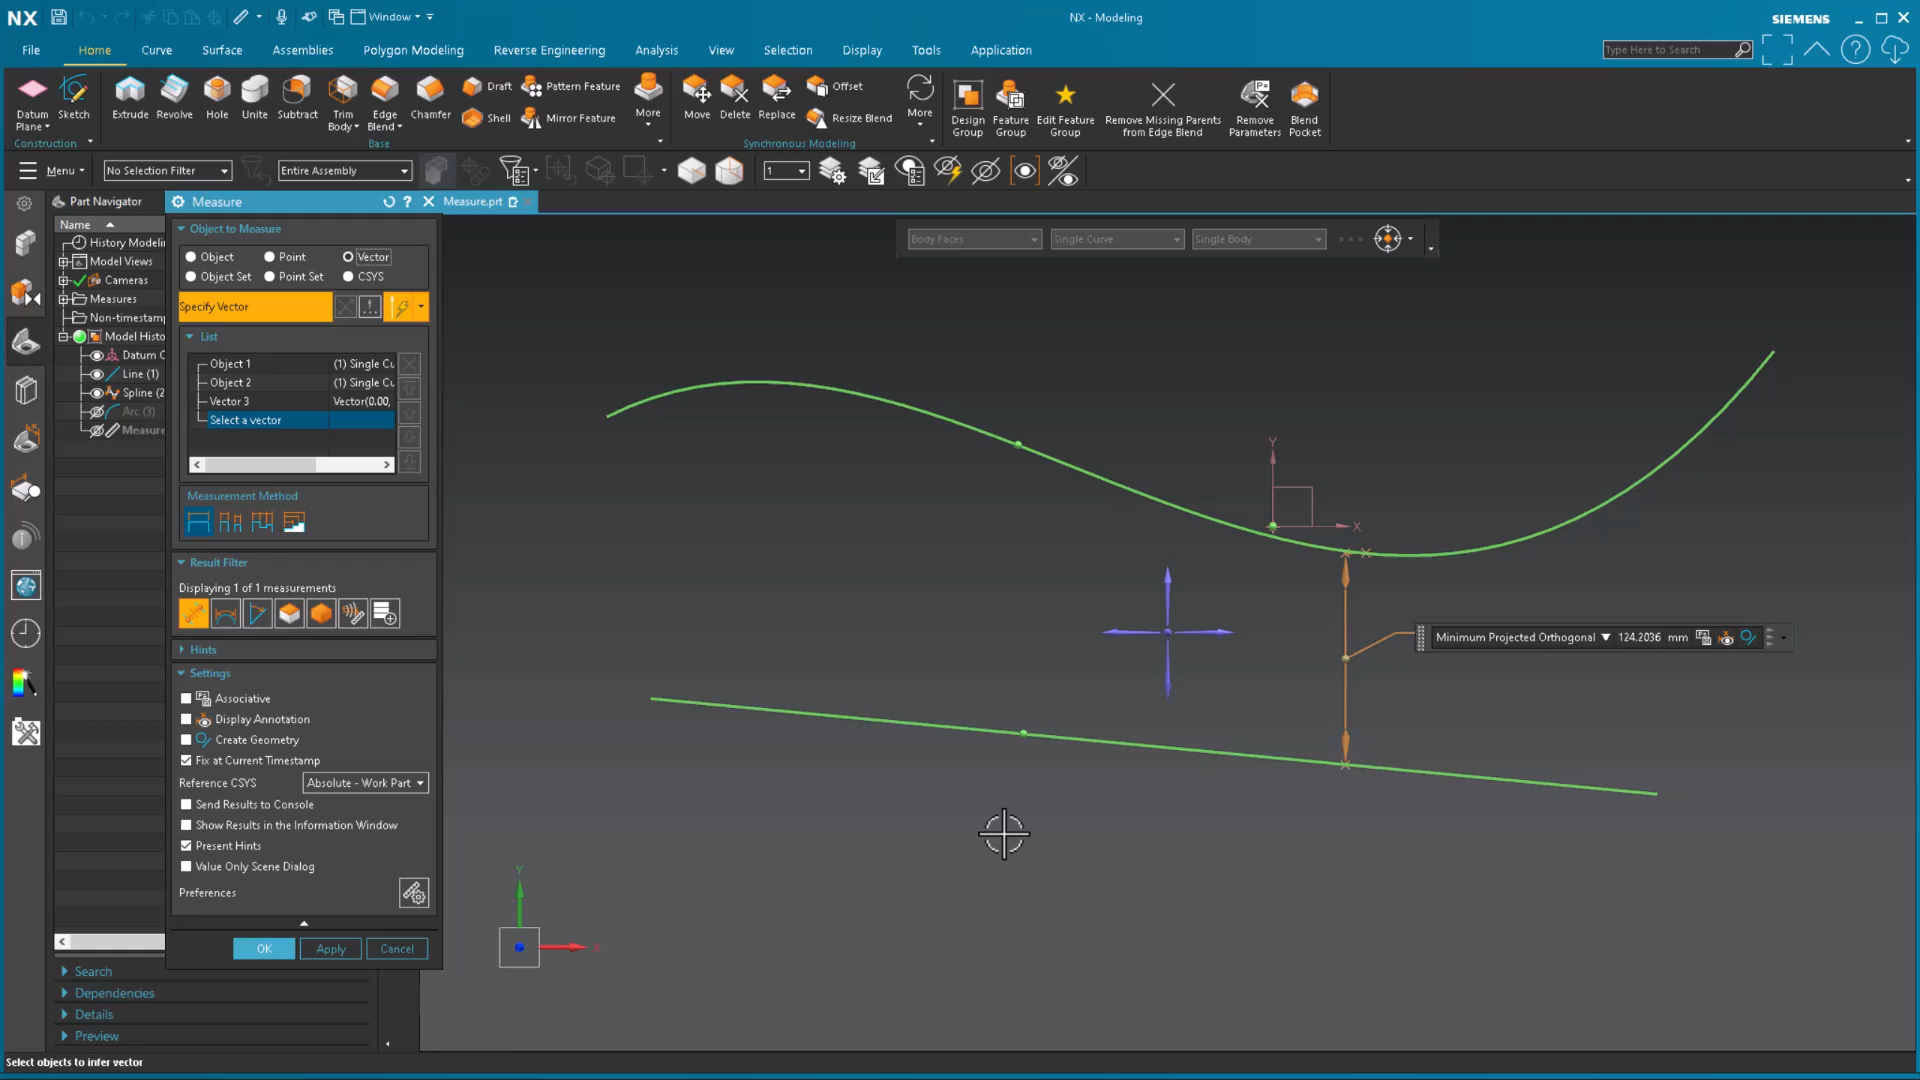 NX
Window
NX - Modeling
SIEMENS
File
Home
Curve
Surface
Assemblies
Polygon Modeling
Reverse Engineering
Analysis
View
Selection
Display
Tools
Application
Type Here to Search
Datum Plane
Sketch
Construction
Extrude
Revolve
Hole
Unite
Subtract
Trim Body
Edge Blend
Chamfer
Draft
Shell
Pattern Feature
Mirror Feature
More
Base
Move
Delete
Replace
Offset
Resize Blend
More
Synchronous Modeling
Design Group
Feature Group
Edit Feature Group
Remove Missing Parents from Edge Blend
Remove Parameters
Blend Pocket
Menu
No Selection Filter
Entire Assembly
1
Part Navigator
Name
History Modeli
Model Views
Cameras
Measures
Non-timestam
Model Histo
Datum C
Line (1)
Spline (2
Arc (3)
Measure
Search
Dependencies
Details
Preview
Measure
?
Measure.prt
Object to Measure
Object
Point
Vector
Object Set
Point Set
CSYS
Specify Vector
List
Object 1 (1) Single Cu
Object 2 (1) Single Cu
Vector 3 Vector(0.00,
Select a vector
Measurement Method
Result Filter
Displaying 1 of 1 measurements
Hints
Settings
Associative
Display Annotation
Create Geometry
Fix at Current Timestamp
Reference CSYS Absolute - Work Part
Send Results to Console
Show Results in the Information Window
Present Hints
Value Only Scene Dialog
Preferences
OK
Apply
Cancel
Body Faces
Single Curve
Single Body
Y
X
Minimum Projected Orthogonal 124.2036 mm
Y
X
Select objects to infer vector